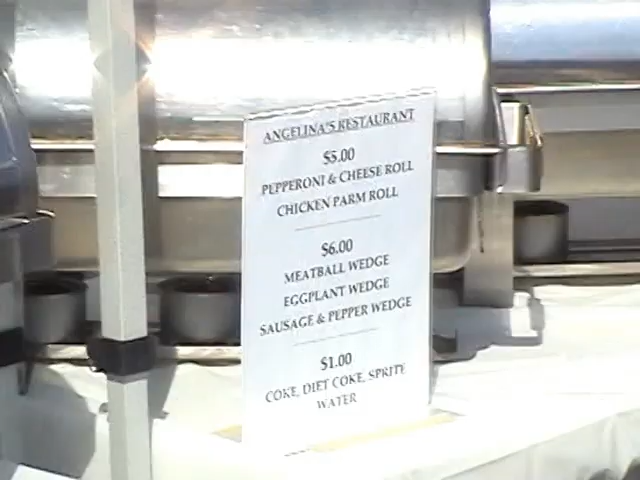 ANGELINA'S RESTAURANT
$5.00
PEPPERONI & CHEESE ROLL
CHICKEN PARM ROLL
$6.00
MEATBALL WEDGE
EGGPLANT WEDGE
SAUSAGE & PEPPER WEDGE
$1.00
COKE, DIET COKE, SPRITE
WATER